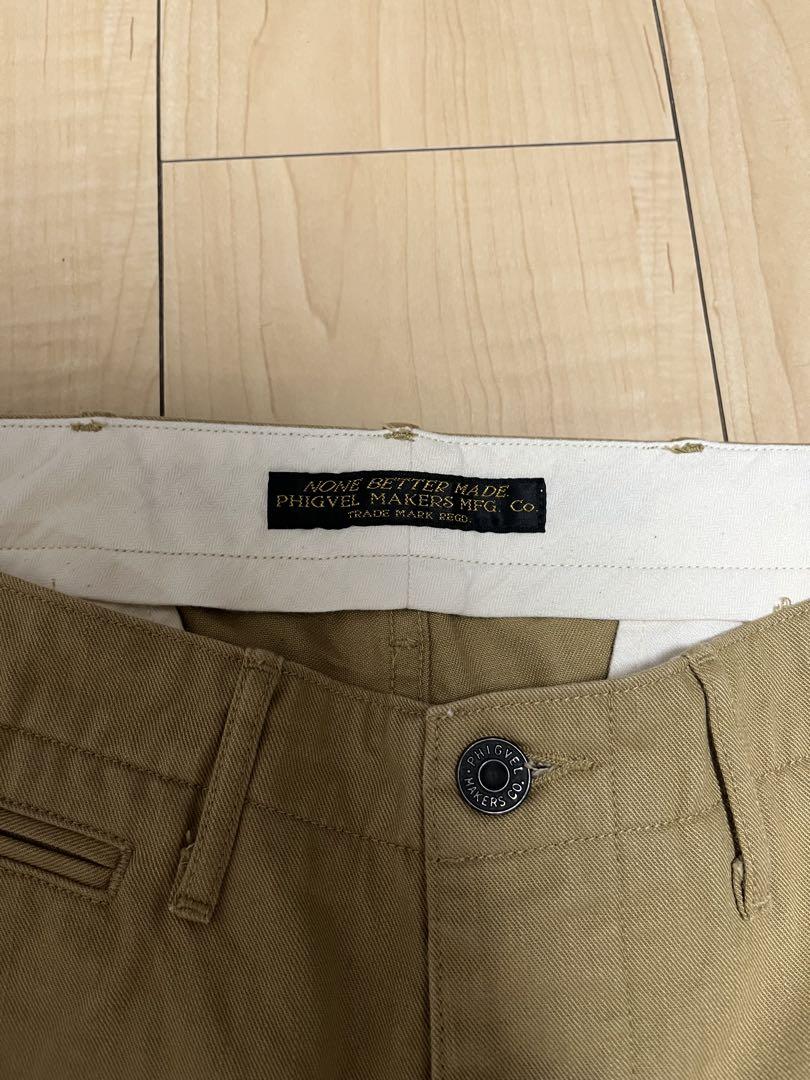 NONE BETTER MADE.
PHIGVEL MAKERS MFG. Co.
TRADE MARK REGD.
· PHIGVEL ·
MAKERS CO.